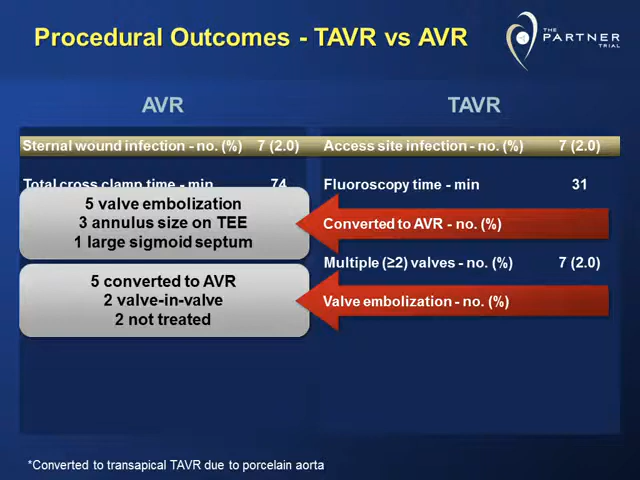 Procedural Outcomes - TAVR vs AVR
THE
PARTNER
TRIAL
AVR
TAVR
Sternal wound infection - no. (%) 7 (2.0)
Access site infection - no. (%) 7 (2.0)
Total cross clamp time - min 74
Fluoroscopy time - min 31
5 valve embolization
3 annulus size on TEE
1 large sigmoid septum
Converted to AVR - no. (%)
Multiple (≥2) valves - no. (%) 7 (2.0)
5 converted to AVR
2 valve-in-valve
2 not treated
Valve embolization - no. (%)
*Converted to transapical TAVR due to porcelain aorta